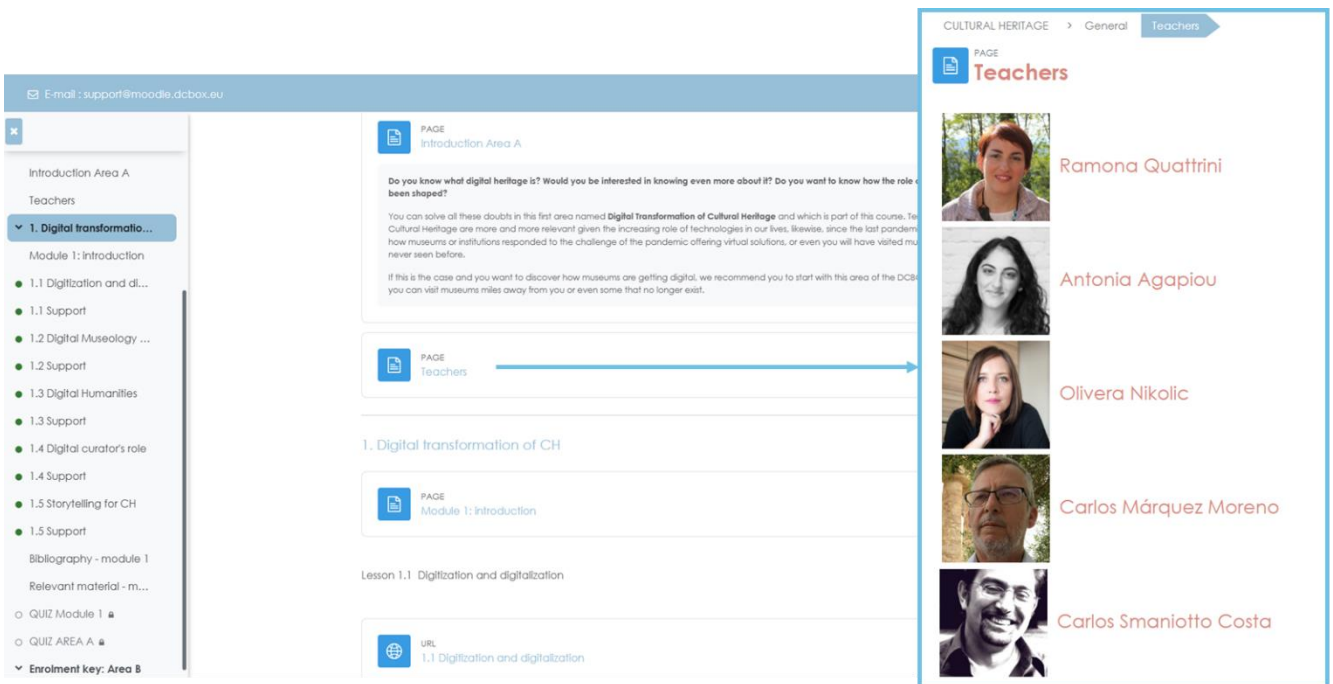 E-mail : support@moodle.dcbox.eu
Introduction Area A
Teachers
1. Digital transformatio...
Module 1: Introduction
1.1 Digitization and di...
1.1 Support
1.2 Digital Museology ...
1.2 Support
1.3 Digital Humanities
1.3 Support
1.4 Digital curator's role
1.4 Support
1.5 Storytelling for CH
1.5 Support
Bibliography - module 1
Relevant material - m...
QUIZ Module 1
QUIZ AREA A
Enrolment key: Area B
PAGE
Introduction Area A
Do you know what digital heritage is? Would you be interested in knowing even more about it? Do you want to know how the role
been shaped?
You can solve all these doubts in this first area named Digital Transformation of Cultural Heritage and which is part of this course.
Cultural Heritage are more and more relevant given the increasing role of technologies in our lives, likewise, since the last pandem
how museums or institutions responded to the challenge of the pandemic offering virtual solutions, or even you will have visited mu
never seen before.
If this is the case and you want to discover how museums are getting digital, we recommend you to start with this area of the
you can visit museums miles away from you or even some that no longer exist.
PAGE
Teachers
1. Digital transformation of CH
PAGE
Module 1: Introduction
Lesson 1.1 Digitization and digitalization
URL
1.1 Digitization and digitalization
CULTURAL HERITAGE > General Teachers
PAGE
Teachers
Ramona Quattrini
Antonia Agapiou
Olivera Nikolic
Carlos Márquez Moreno
Carlos Smaniotto Costa